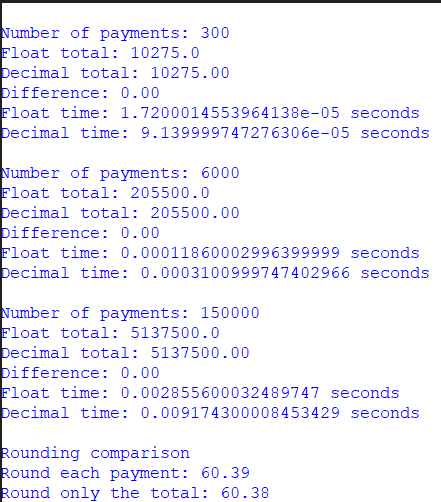 Number of payments: 300
Float total: 10275.0
Decimal total: 10275.00
Difference: 0.00
Float time: 1.7200014553964138e-05 seconds
Decimal time: 9.139999747276306e-05 seconds
Number of payments: 6000
Float total: 205500.0
Decimal total: 205500.00
Difference: 0.00
Float time: 0.00011860002996399999 seconds
Decimal time: 0.0003100999747402966 seconds
Number of payments: 150000
Float total: 5137500.0
Decimal total: 5137500.00
Difference: 0.00
Float time: 0.002855600032489747 seconds
Decimal time: 0.009174300008453429 seconds
Rounding comparison
Round each payment: 60.39
Round only the total: 60.38